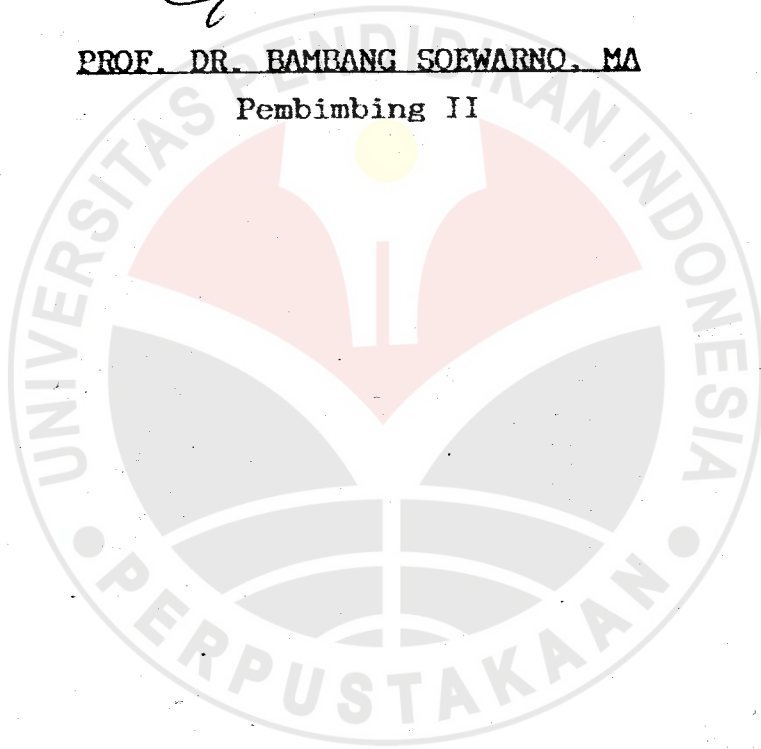 PROF. DR. BAMBANG SOEWARNO, MA
Pembimbing II
UNIVERSITAS PENDIDIKAN INDONESIA
PERPUSTAKAAN